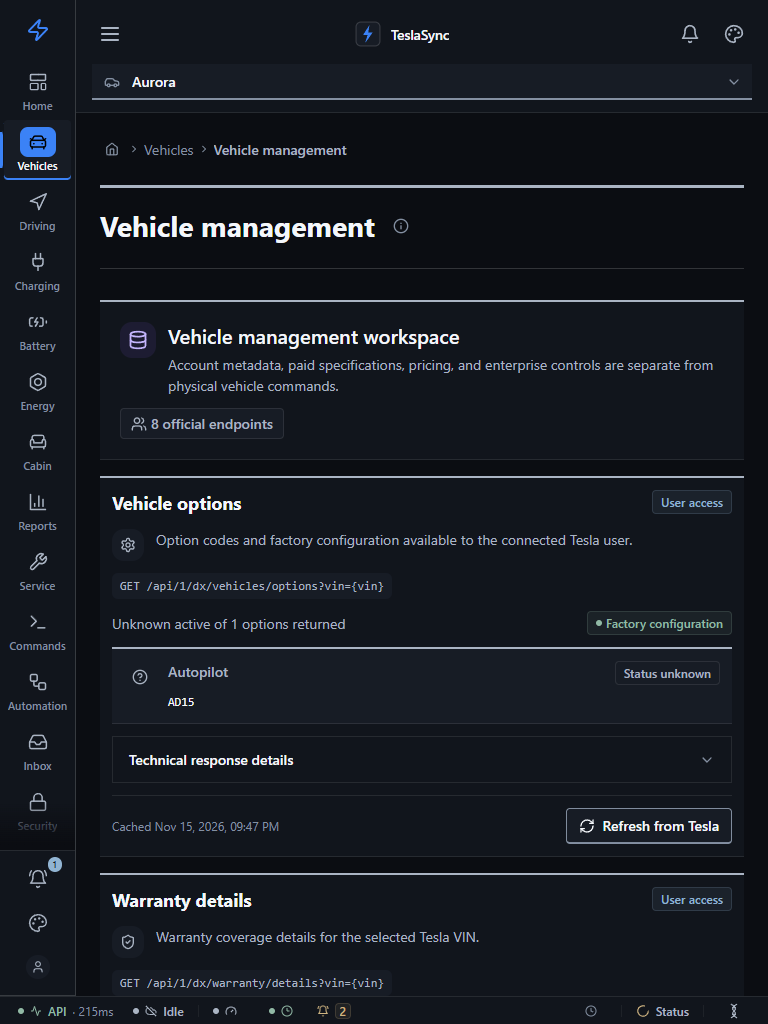 TeslaSync
Aurora
Home
Vehicles
Driving
Charging
Battery
Energy
Cabin
Reports
Service
Commands
Automation
Inbox
Security
1
Vehicles
Vehicle management
Vehicle management
Vehicle management workspace
Account metadata, paid specifications, pricing, and enterprise controls are separate from
physical vehicle commands.
8 official endpoints
Vehicle options
User access
Option codes and factory configuration available to the connected Tesla user.
GET /api/1/dx/vehicles/options?vin={vin}
Unknown active of 1 options returned
Factory configuration
Autopilot
Status unknown
AD15
Technical response details
Cached Nov 15, 2026, 09:47 PM
Refresh from Tesla
Warranty details
User access
Warranty coverage details for the selected Tesla VIN.
GET /api/1/dx/warranty/details?vin={vin}
API · 215ms
Idle
2
Status